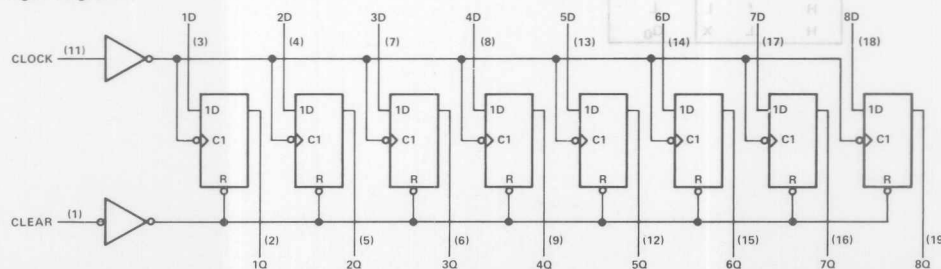 1D 2D 3D 4D 5D 6D 7D 8D
CLOCK (11) (3) (4) (7) (8) (13) (14) (17) (18)
1D 1D 1D 1D 1D 1D 1D 1D
C1 C1 C1 C1 C1 C1 C1 C1
R R R R R R R R
CLEAR (1)
(2) (5) (6) (9) (12) (15) (16) (19
1Q 2Q 3Q 4Q 5Q 6Q 7Q 8Q